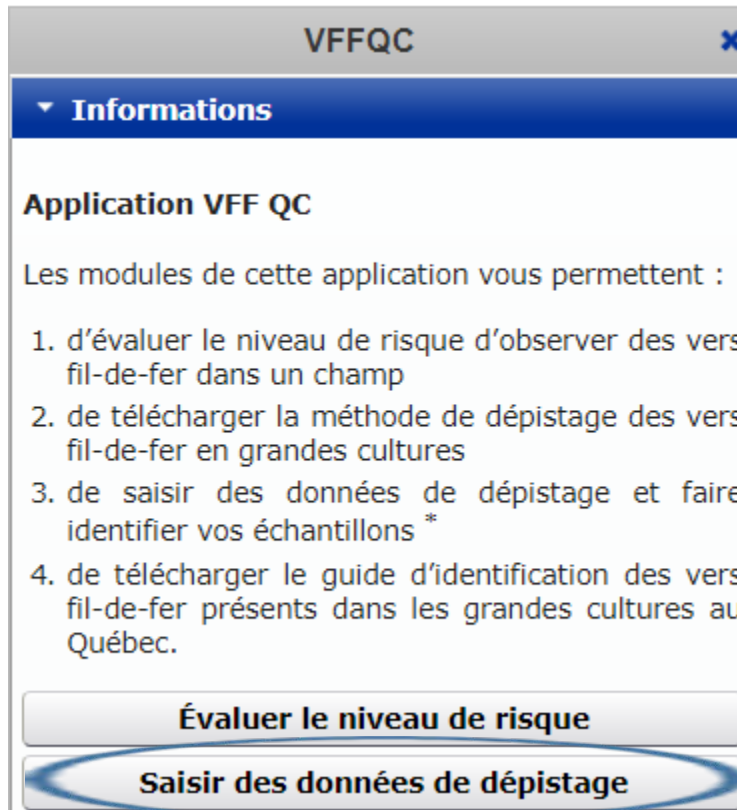 VFFQC
Informations
Application VFF QC
Les modules de cette application vous permettent :
1. d’évaluer le niveau de risque d’observer des vers
fil-de-fer dans un champ
2. de télécharger la méthode de dépistage des vers
fil-de-fer en grandes cultures
3. de saisir des données de dépistage et faire
identifier vos échantillons *
4. de télécharger le guide d’identification des vers
fil-de-fer présents dans les grandes cultures au
Québec.
Évaluer le niveau de risque
Saisir des données de dépistage